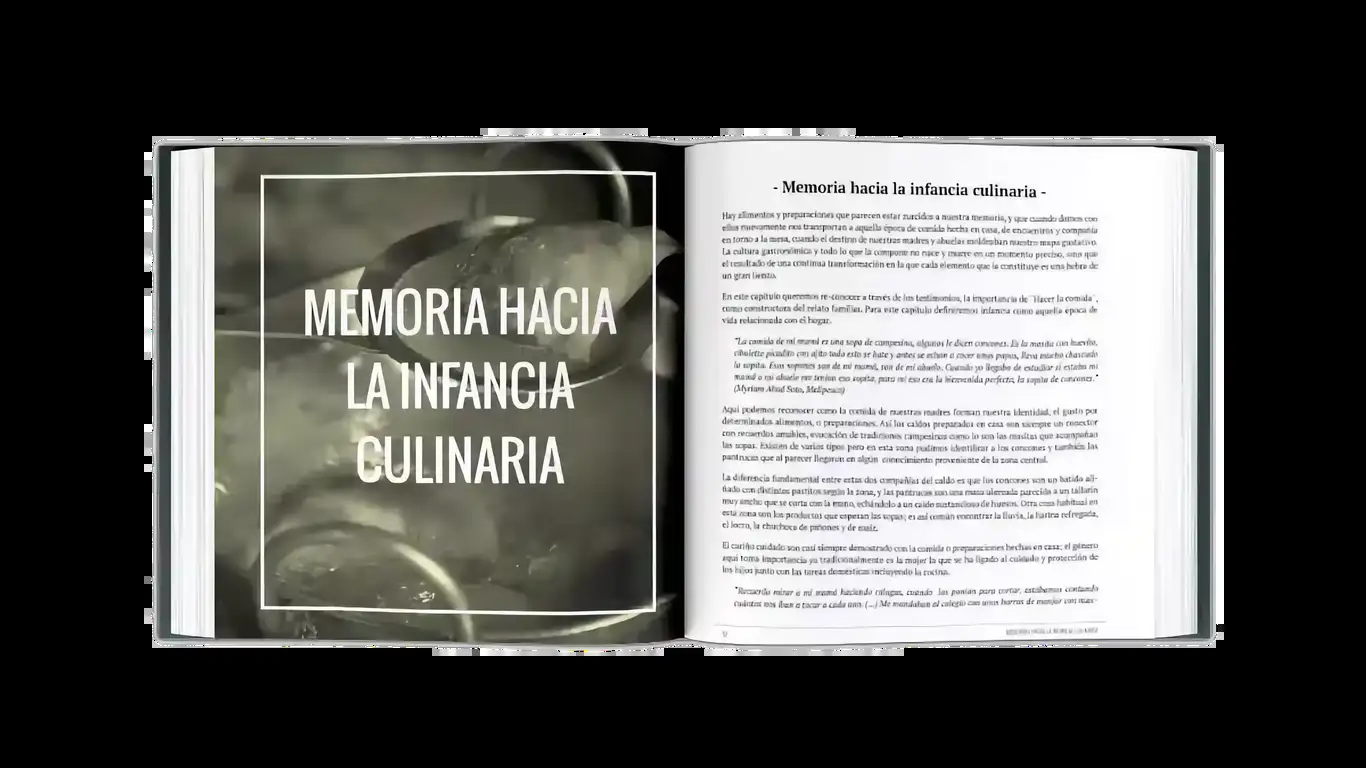 MEMORIA HACIA
LA INFANCIA
CULINARIA
- Memoria hacia la infancia culinaria -
Hay alimentos y preparaciones que parecen estar zurcidos a nuestra memoria, y que cuando damos con
ellos nuevamente nos transportan a aquella época de comida hecha en casa, de encuentros y compañía
en torno a la mesa, cuando el destino de nuestras madres y abuelas moldeaban nuestro mapa gustativo.
La cultura gastronómica y todo lo que la compone no nace y muere en un momento preciso, sino que
el resultado de una continua transformación en la que cada elemento que la constituye es una hebra de
un gran lienzo.
En este capítulo queremos re-conocer a través de los testimonios, la importancia de ¨Hacer la comida¨,
como constructora del relato familiar. Para este capítulo definiremos infancia como aquella época de
vida relacionada con el hogar.
"La comida de mi mamá es una sopa de campesino, algunos le dicen concones. Es la masita con huevito,
cibulette picadito con ajito todo esto se bate y antes se echan a cocer unas papas, lleva mucho chascudo
la sopita. Esas sopones son de mi mamá, son de mi abuelo. Cuando yo llegaba de estudiar si estaba mi
mamá o mi abuelo me tenían esa sopita, para mí eso era la bienvenida perfecta, la sopita de concones."
(Myriam Abad Soto, Melipeuco)
Aquí podemos reconocer como la comida de nuestras madres forman nuestra identidad, el gusto por
determinados alimentos, o preparaciones. Así los caldos preparados en casa son siempre un conector
con recuerdos amables, evocación de tradiciones campesinas como lo son las masitas que acompañan
las sopas. Existen de varios tipos pero en esta zona pudimos identificar a los concones y también las
pantrucas que al parecer llegaron en algún conocimiento proveniente de la zona central.
La diferencia fundamental entre estas dos compañías del caldo es que los concones son un batido ali-
ñado con distintos pastitos según la zona, y las pantrucas son una masa ulereada parecida a un tallarín
muy ancho que se corta con la mano, echándolo a un caldo sustancioso de huesos. Otra cosa habitual en
esta zona son los productos que espesan las sopas; es así común encontrar la lluvia, la harina refregada,
el locro, la chuchoca de piñones y de maíz.
El cariño cuidado son casi siempre demostrado con la comida o preparaciones hechas en casa; el género
aquí toma importancia ya tradicionalmente es la mujer la que se ha ligado al cuidado y protección de
los hijos junto con las tareas domésticas incluyendo la cocina.
"Recuerdo mirar a mi mamá haciendo rifogas, cuando las ponían para cortar, estábamos contando
cuántas nos iban a tocar a cada uno. (...) Me mandaban al colegio con unas barras de manjar con nues-
MEMORIA HACIA LA INFANCIA CULINARIA